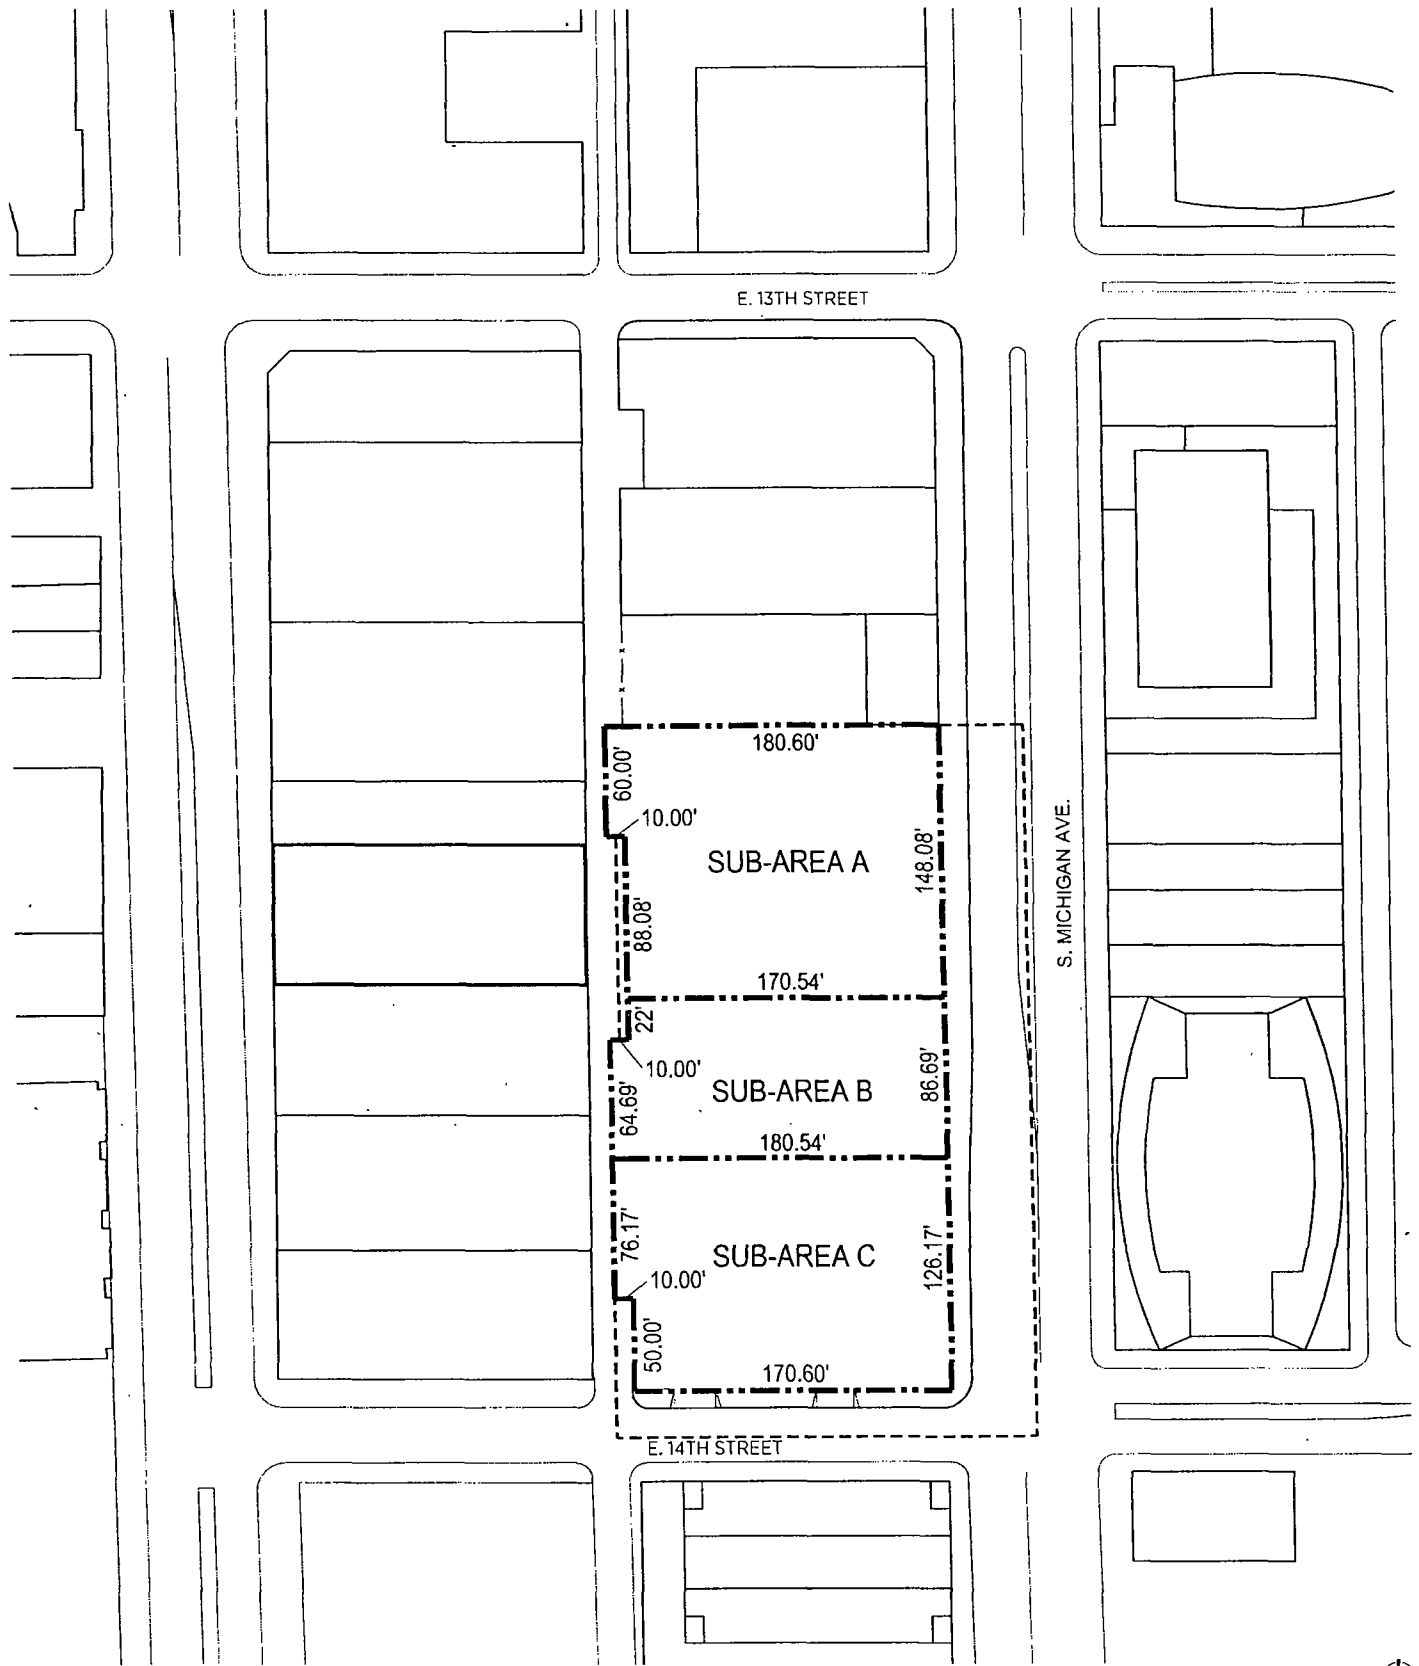 E. 13TH STREET
180.60'
60.00'
10.00'
SUB-AREA A
148.08'
S. MICHIGAN AVE.
88.08'
170.54'
22'
10.00'
SUB-AREA B
86.69'
64.69'
180.54'
76.17'
SUB-AREA C
126.17'
10.00'
50.00'
170.60'
E. 14TH STREET